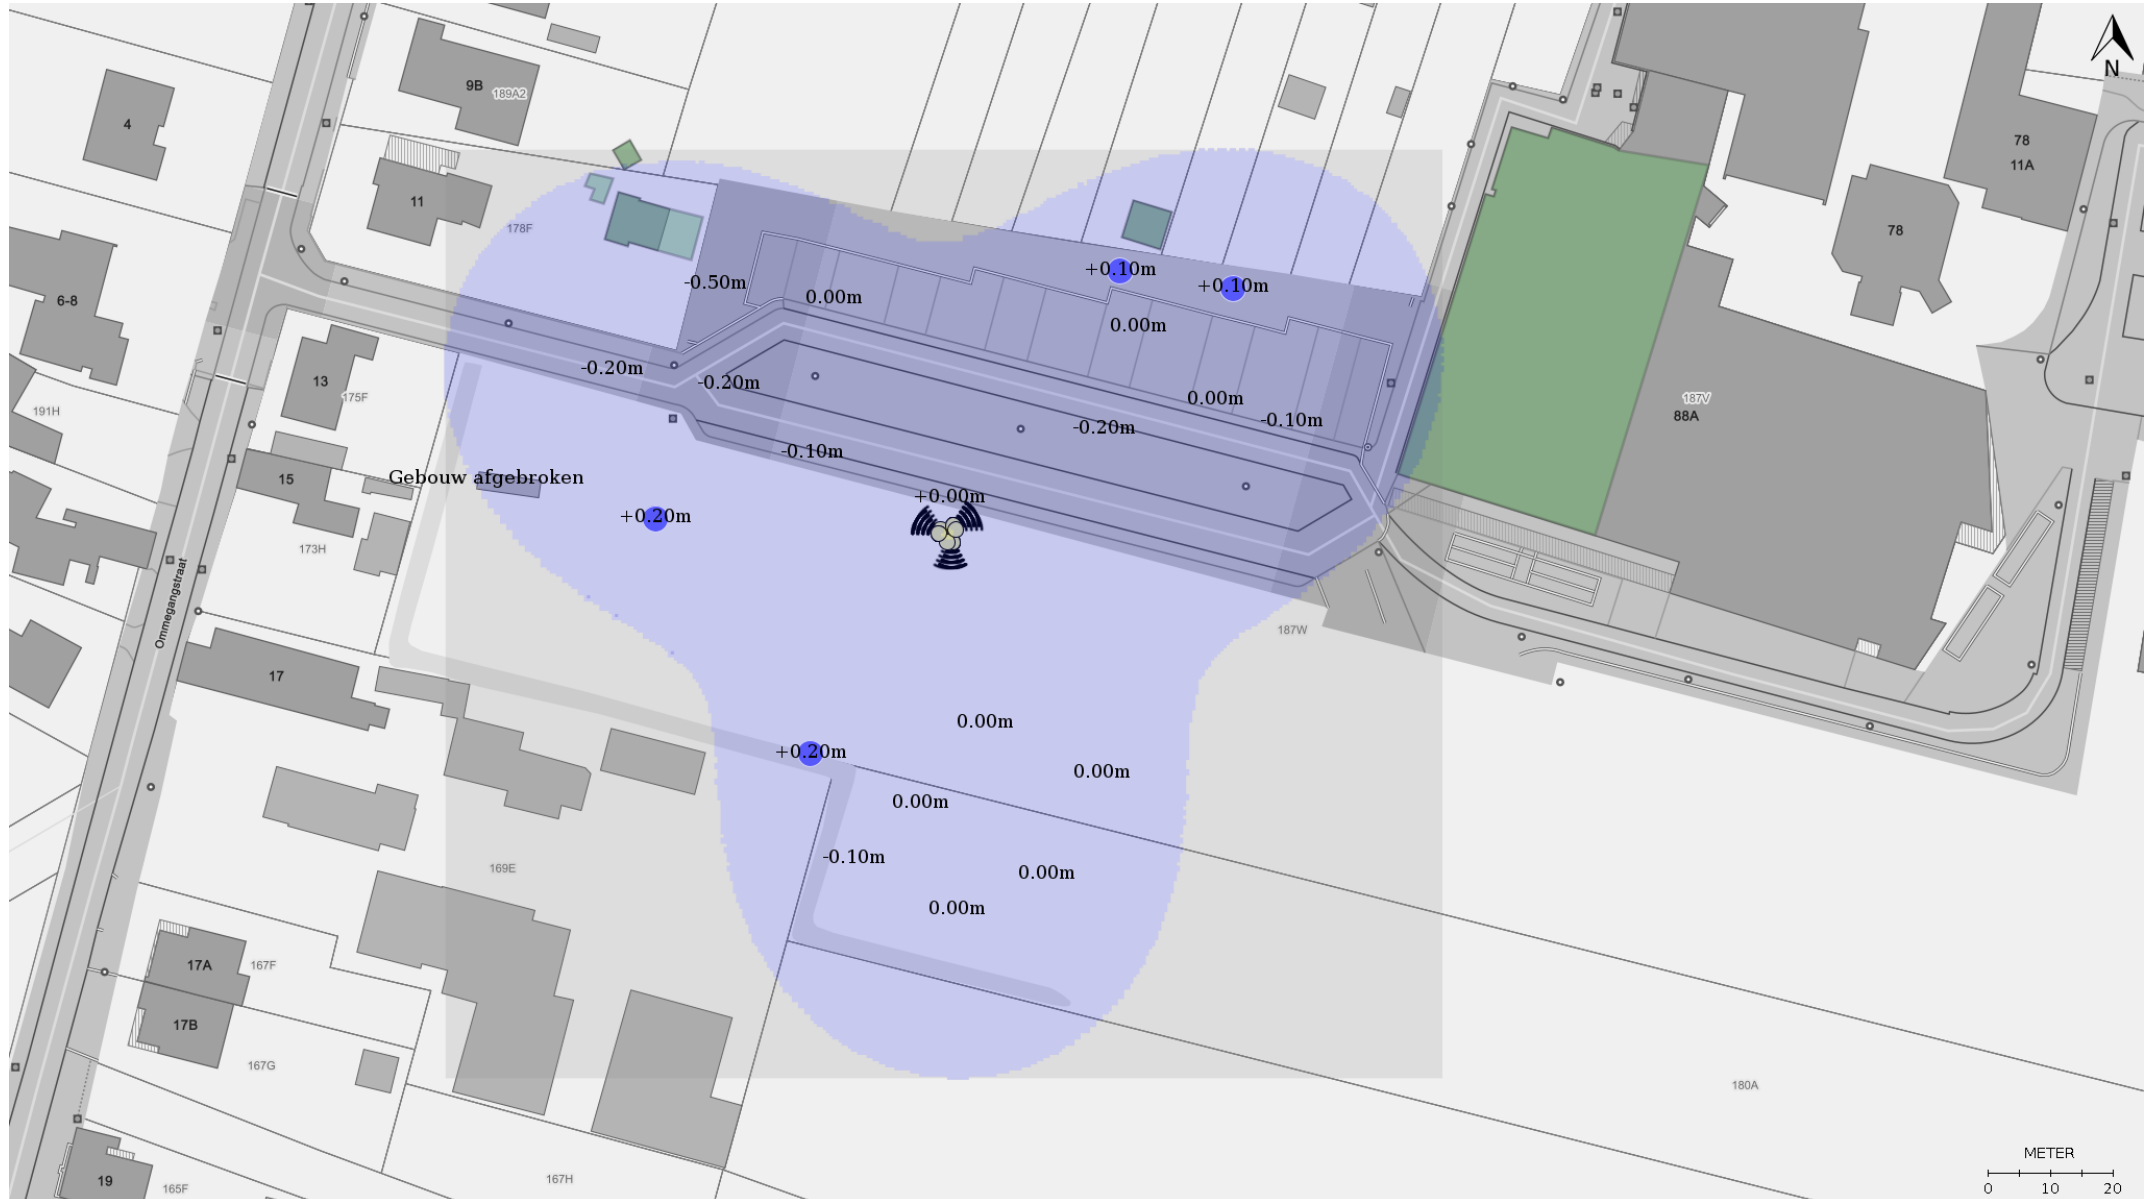 N
9B
189A2
4
78
11A
11
178F
78
6-8
-0.50m
+0.10m
+0.10m
0.00m
0.00m
-0.20m
-0.20m
13
175F
191H
0.00m
-0.10m
187V
88A
-0.20m
-0.10m
Gebouw afgebroken
15
+0.00m
+0.20m
173H
Ommegangstraat
187W
17
0.00m
+0.20m
0.00m
0.00m
-0.10m
169E
0.00m
0.00m
17A
167F
17B
167G
180A
METER
0 10 20
19
165F
167H